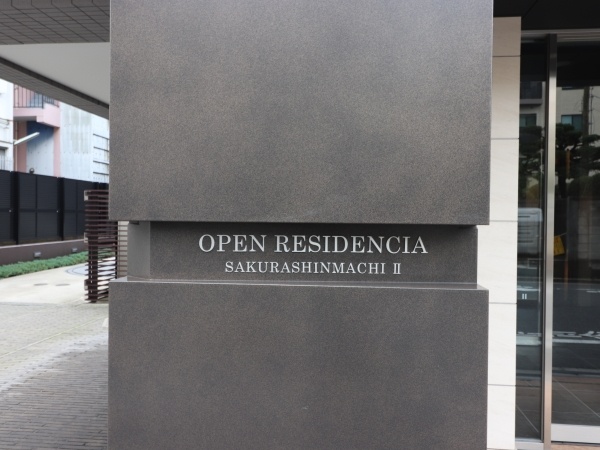 OPEN RESIDENCIA
SAKURASHINMACHI Ⅱ